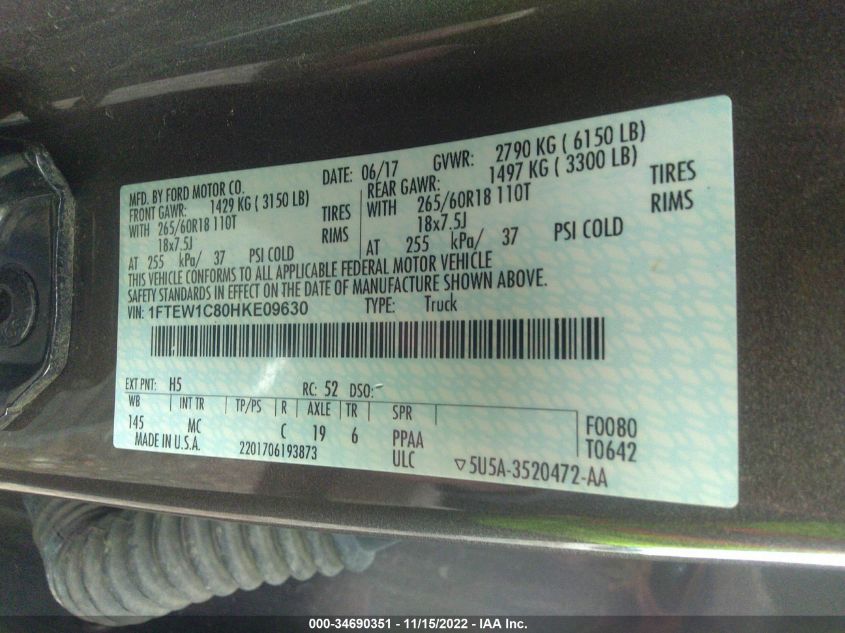 MFD. BY FORD MOTOR CO. DATE: 06/17 GVWR: 2790 KG ( 6150 LB)
FRONT GAWR: 1429 KG ( 3150 LB) REAR GAWR: 1497 KG ( 3300 LB)
WITH 265/60R18 110T TIRES WITH 265/60R18 110T TIRES
18x7.5J RIMS 18x7.5J RIMS
AT 255 kPa/ 37 PSI COLD AT 255 kPa/ 37 PSI COLD
THIS VEHICLE CONFORMS TO ALL APPLICABLE FEDERAL MOTOR VEHICLE
SAFETY STANDARDS IN EFFECT ON THE DATE OF MANUFACTURE SHOWN ABOVE.
VIN: 1FTEW1C80HKE09630 TYPE: Truck
EXT PNT: H5 RC: 52 DSO:
WB INT TR TP/PS R AXLE TR SPR
145 MC C 19 6 PPAA F0080
MADE IN U.S.A. 2201706193873 ULC ▽5U5A-3520472-AA T0642
000-34690351 - 11/15/2022 - IAA Inc.